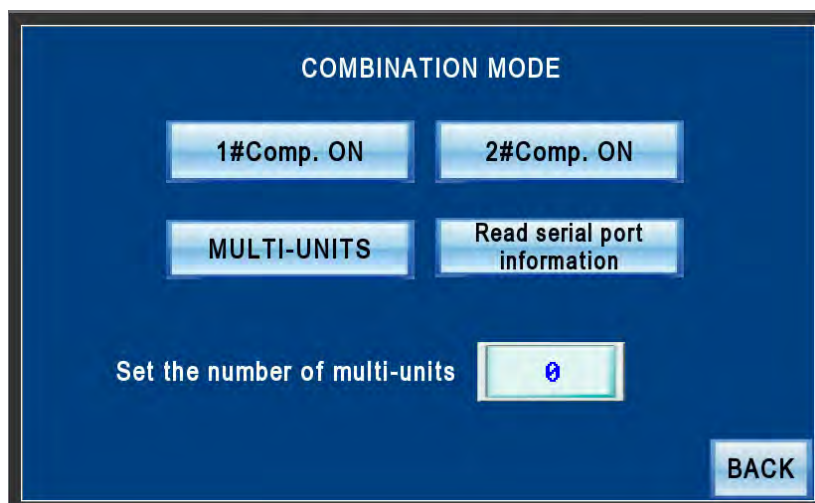 COMBINATION MODE
1#Comp. ON
2#Comp. ON
MULTI-UNITS
Read serial port
information
Set the number of multi-units
0
BACK